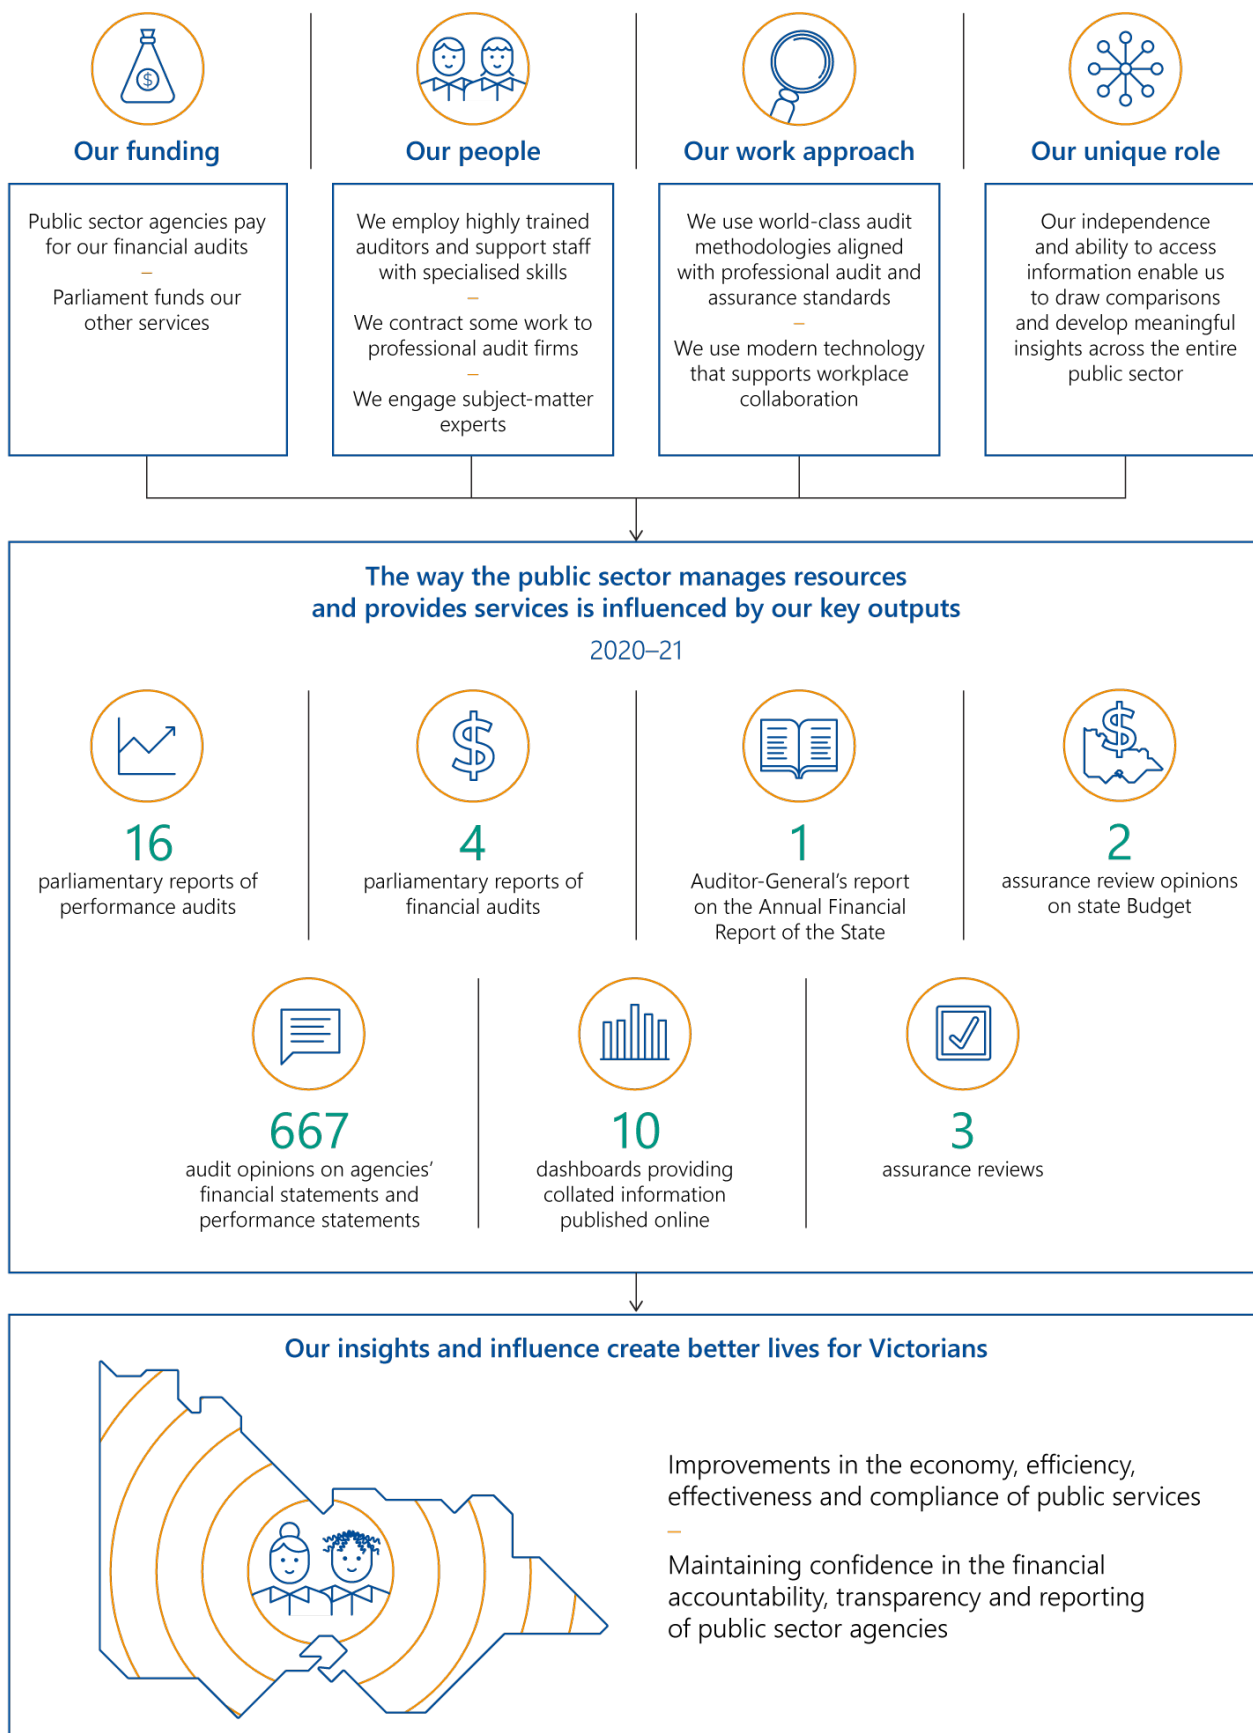 $
Our funding
Public sector agencies pay
for our financial audits
–
Parliament funds our
other services
Our people
We employ highly trained
auditors and support staff
with specialised skills
–
We contract some work to
professional audit firms
–
We engage subject-matter
experts
Our work approach
We use world-class audit
methodologies aligned
with professional audit and
assurance standards
–
We use modern technology
that supports workplace
collaboration
Our unique role
Our independence
and ability to access
information enable us
to draw comparisons
and develop meaningful
insights across the entire
public sector
The way the public sector manages resources
and provides services is influenced by our key outputs
2020–21
16
parliamentary reports of
performance audits
$
4
parliamentary reports of
financial audits
1
Auditor-General's report
on the Annual Financial
Report of the State
$
2
assurance review opinions
on state Budget
667
audit opinions on agencies'
financial statements and
performance statements
10
dashboards providing
collated information
published online
3
assurance reviews
Our insights and influence create better lives for Victorians
Improvements in the economy, efficiency,
effectiveness and compliance of public services
–
Maintaining confidence in the financial
accountability, transparency and reporting
of public sector agencies